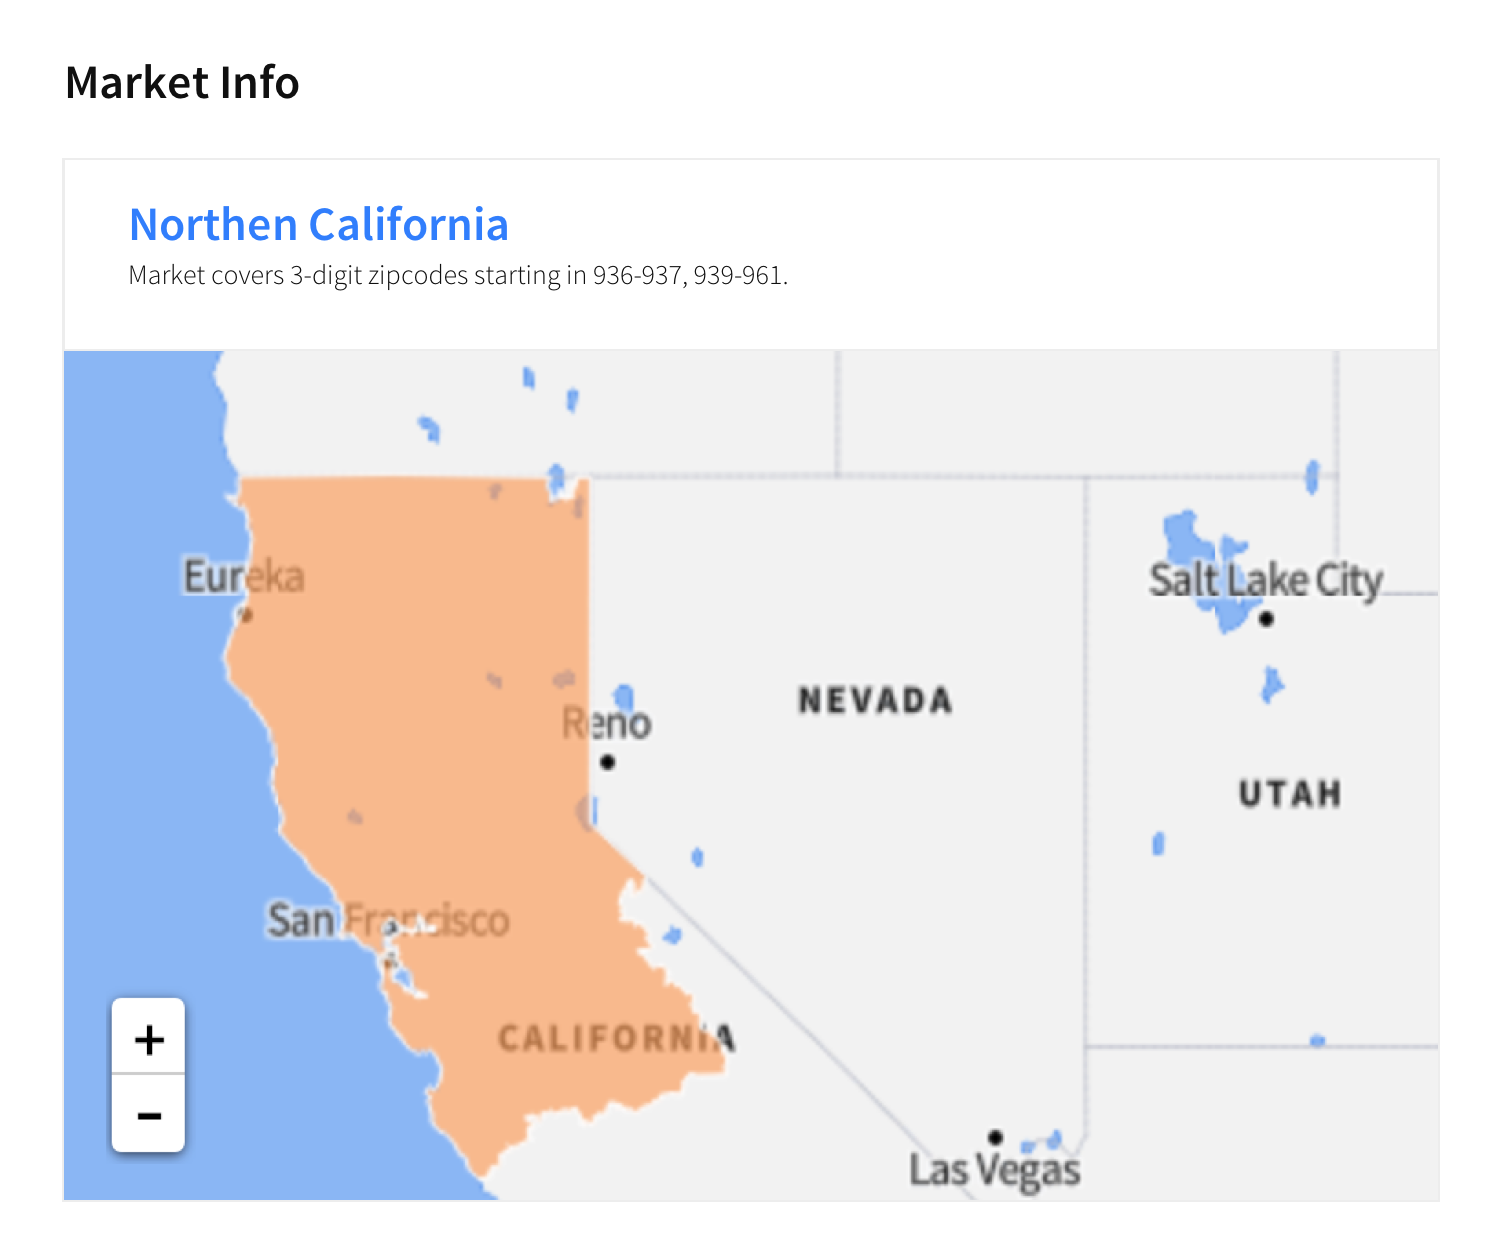 Market Info
Northen California
Market covers 3-digit zipcodes starting in 936-937, 939-961.
Eureka
Salt Lake City
NEVADA
Reno
UTAH
San Francisco
CALIFORNIA
+
-
Las Vegas